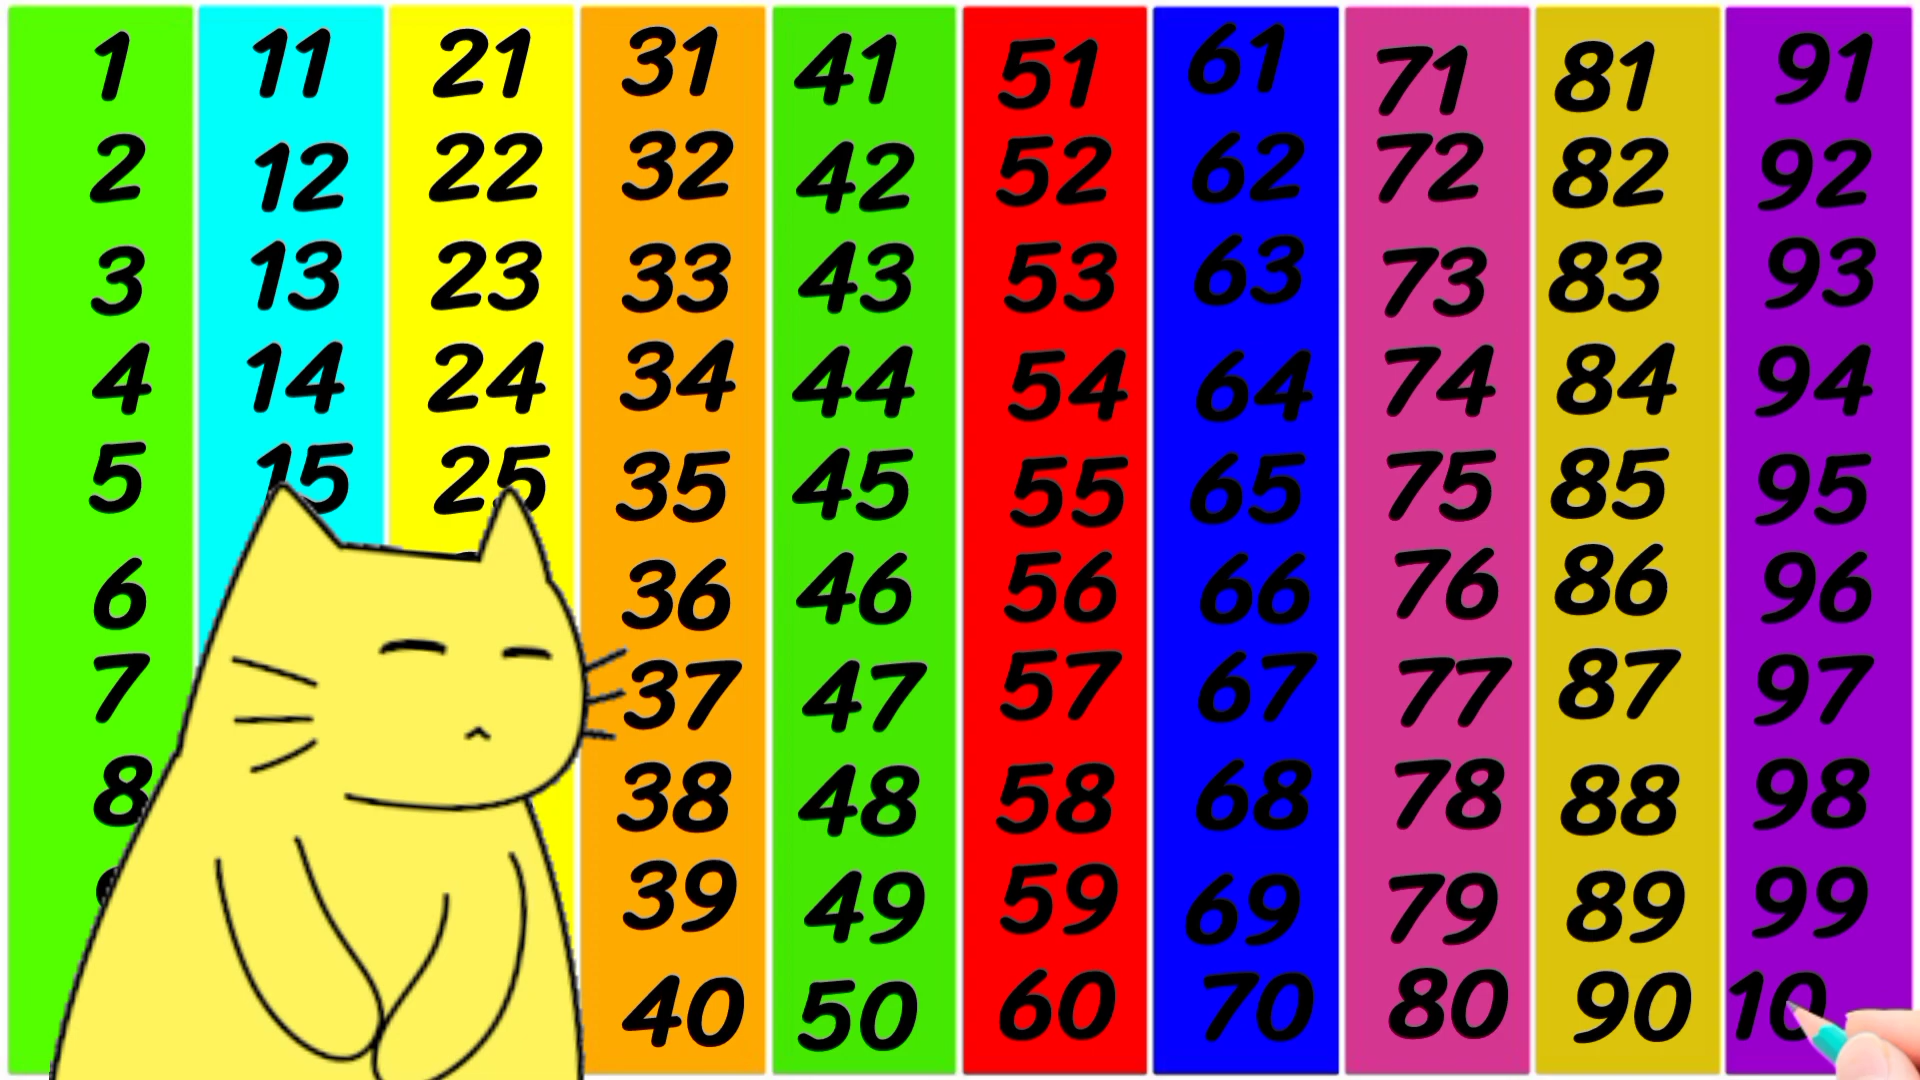 1 11 21 31 41 51 61 71 81 91
2 12 22 32 42 52 62 72 82 92
3 13 23 33 43 53 63 73 83 93
4 14 24 34 44 54 64 74 84 94
5 15 25 35 45 55 65 75 85 95
6 36 46 56 66 76 86 96
7 37 47 57 67 77 87 97
8 38 48 58 68 78 88 98
39 49 59 69 79 89 99
40 50 60 70 80 90 10